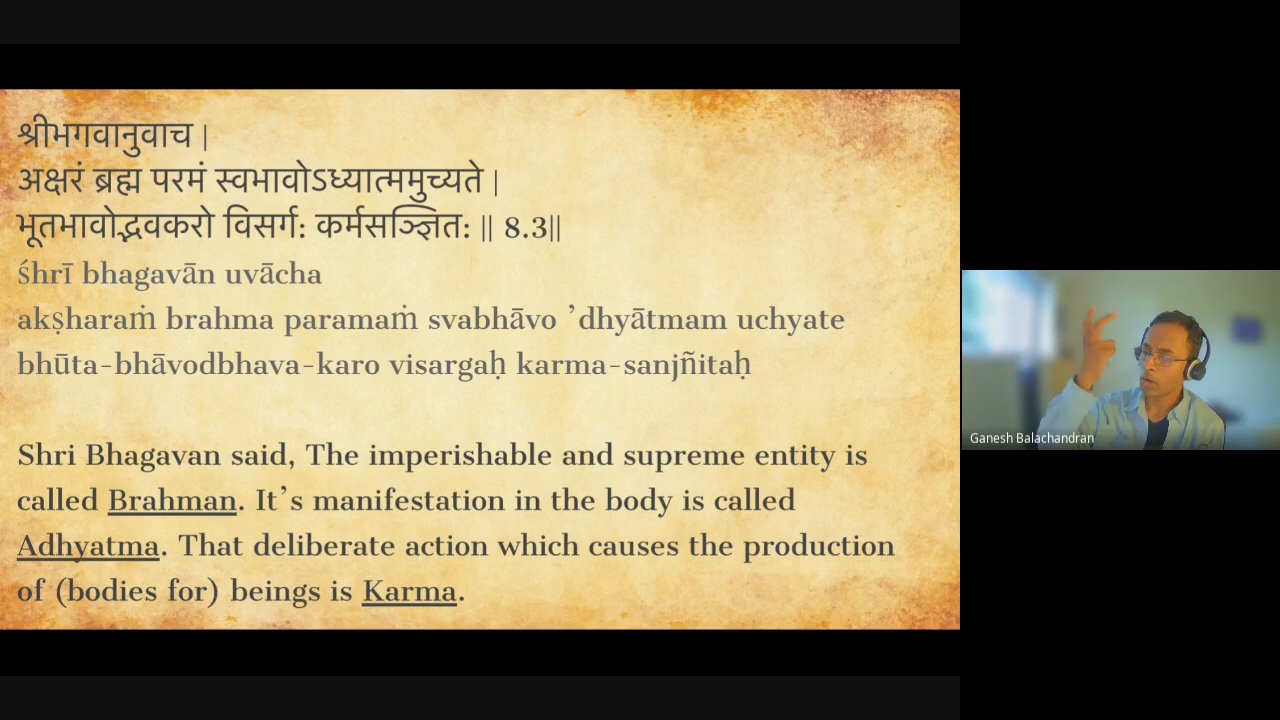 श्रीभगवानुवाच |
अक्षरं ब्रह्म परमं स्वभावोऽध्यात्ममुच्यते |
भूतभावोद्भवकरो विसर्ग: कर्मसञ्ज्ञित: || 8.3||
śhrī bhagavān uvācha
akṣharaṁ brahma paramaṁ svabhāvo ’dhyātmam uchyate
bhūta-bhāvodbhava-karo visargaḥ karma-sanjñitaḥ
Shri Bhagavan said, The imperishable and supreme entity is
called Brahman. It’s manifestation in the body is called
Adhyatma. That deliberate action which causes the production
of (bodies for) beings is Karma.
Ganesh Balachandran